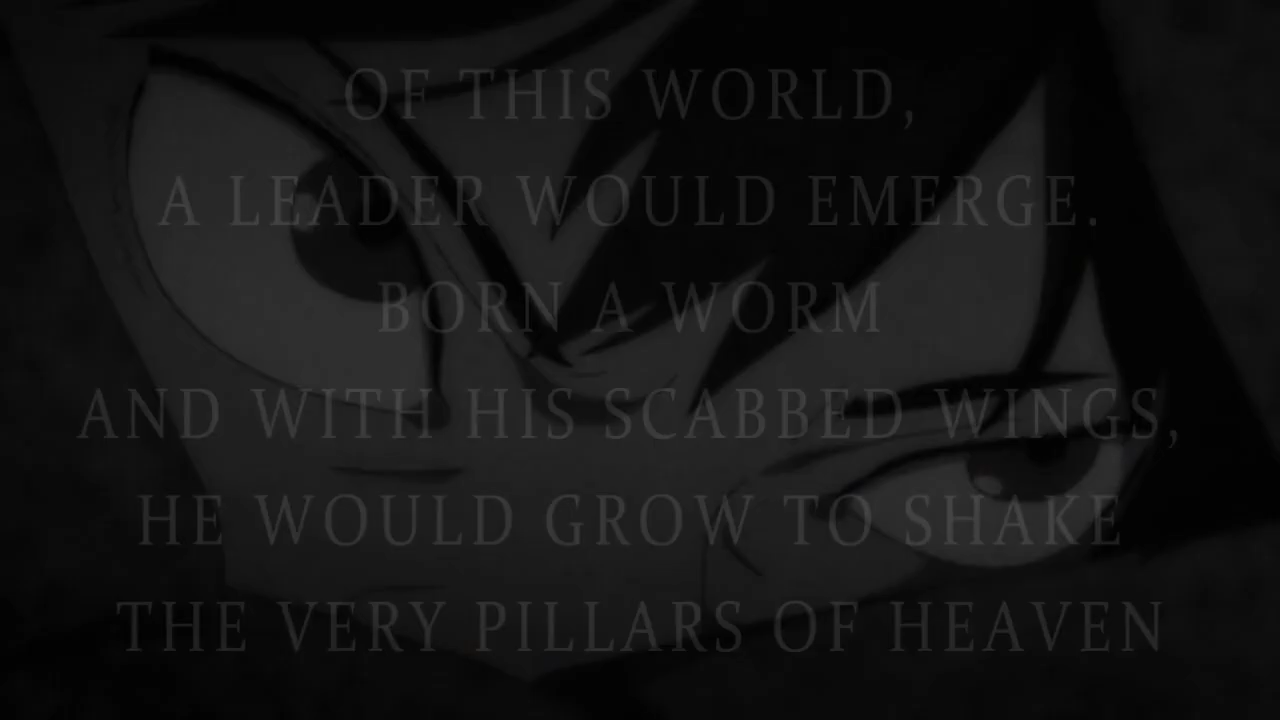 OF THIS WORLD,
A LEADER WOULD EMERGE.
BORN A WORM
AND WITH HIS SCABBED WINGS,
HE WOULD GROW TO SHAKE
THE VERY PILLARS OF HEAVEN